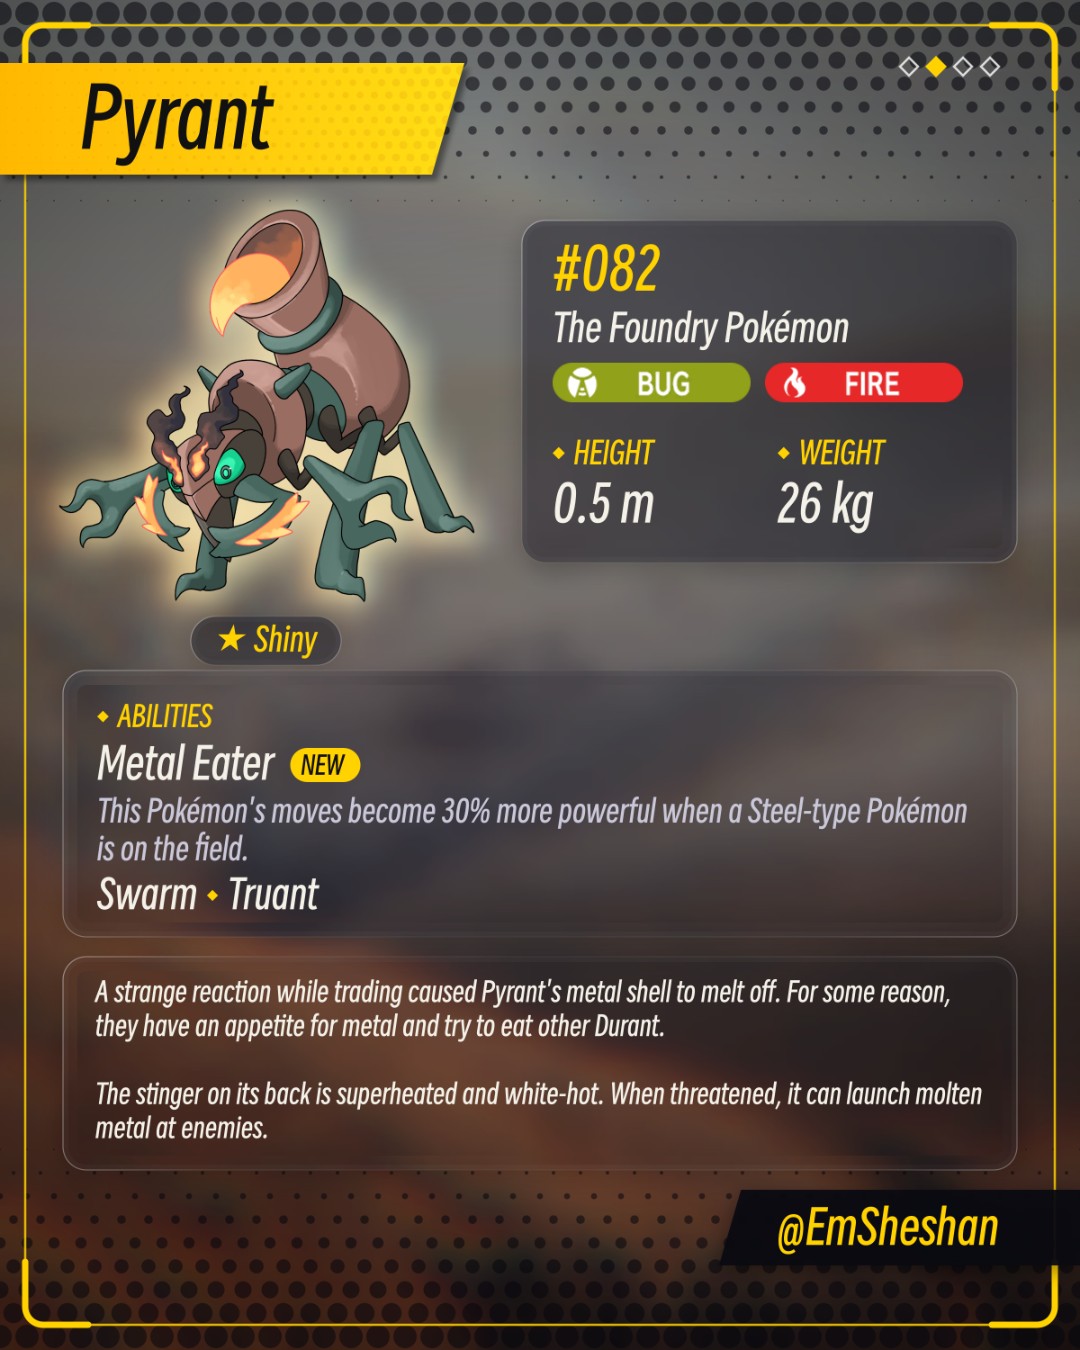 Pyrant
#082
The Foundry Pokémon
BUG FIRE
HEIGHT WEIGHT
0.5 m 26 kg
Shiny
ABILITIES
Metal Eater NEW
This Pokémon's moves become 30% more powerful when a Steel-type Pokémon
is on the field.
Swarm Truant
A strange reaction while trading caused Pyrant's metal shell to melt off. For some reason,
they have an appetite for metal and try to eat other Durant.
The stinger on its back is superheated and white-hot. When threatened, it can launch molten
metal at enemies.
@EmSheshan